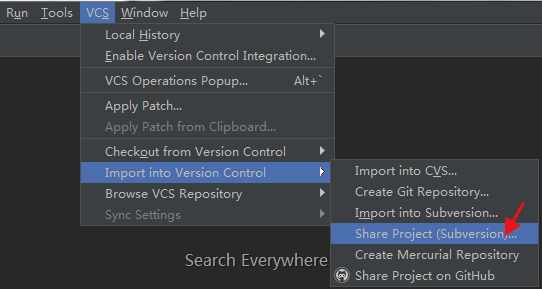 Run Tools VCS Window Help
Local History
Enable Version Control Integration...
VCS Operations Popup... Alt+`
Apply Patch...
Apply Patch from Clipboard...
Checkout from Version Control
Import into Version Control
Browse VCS Repository
Sync Settings
Import into CVS...
Create Git Repository...
Import into Subversion...
Share Project (Subversion)...
Create Mercurial Repository
Share Project on GitHub
Search Everywhere